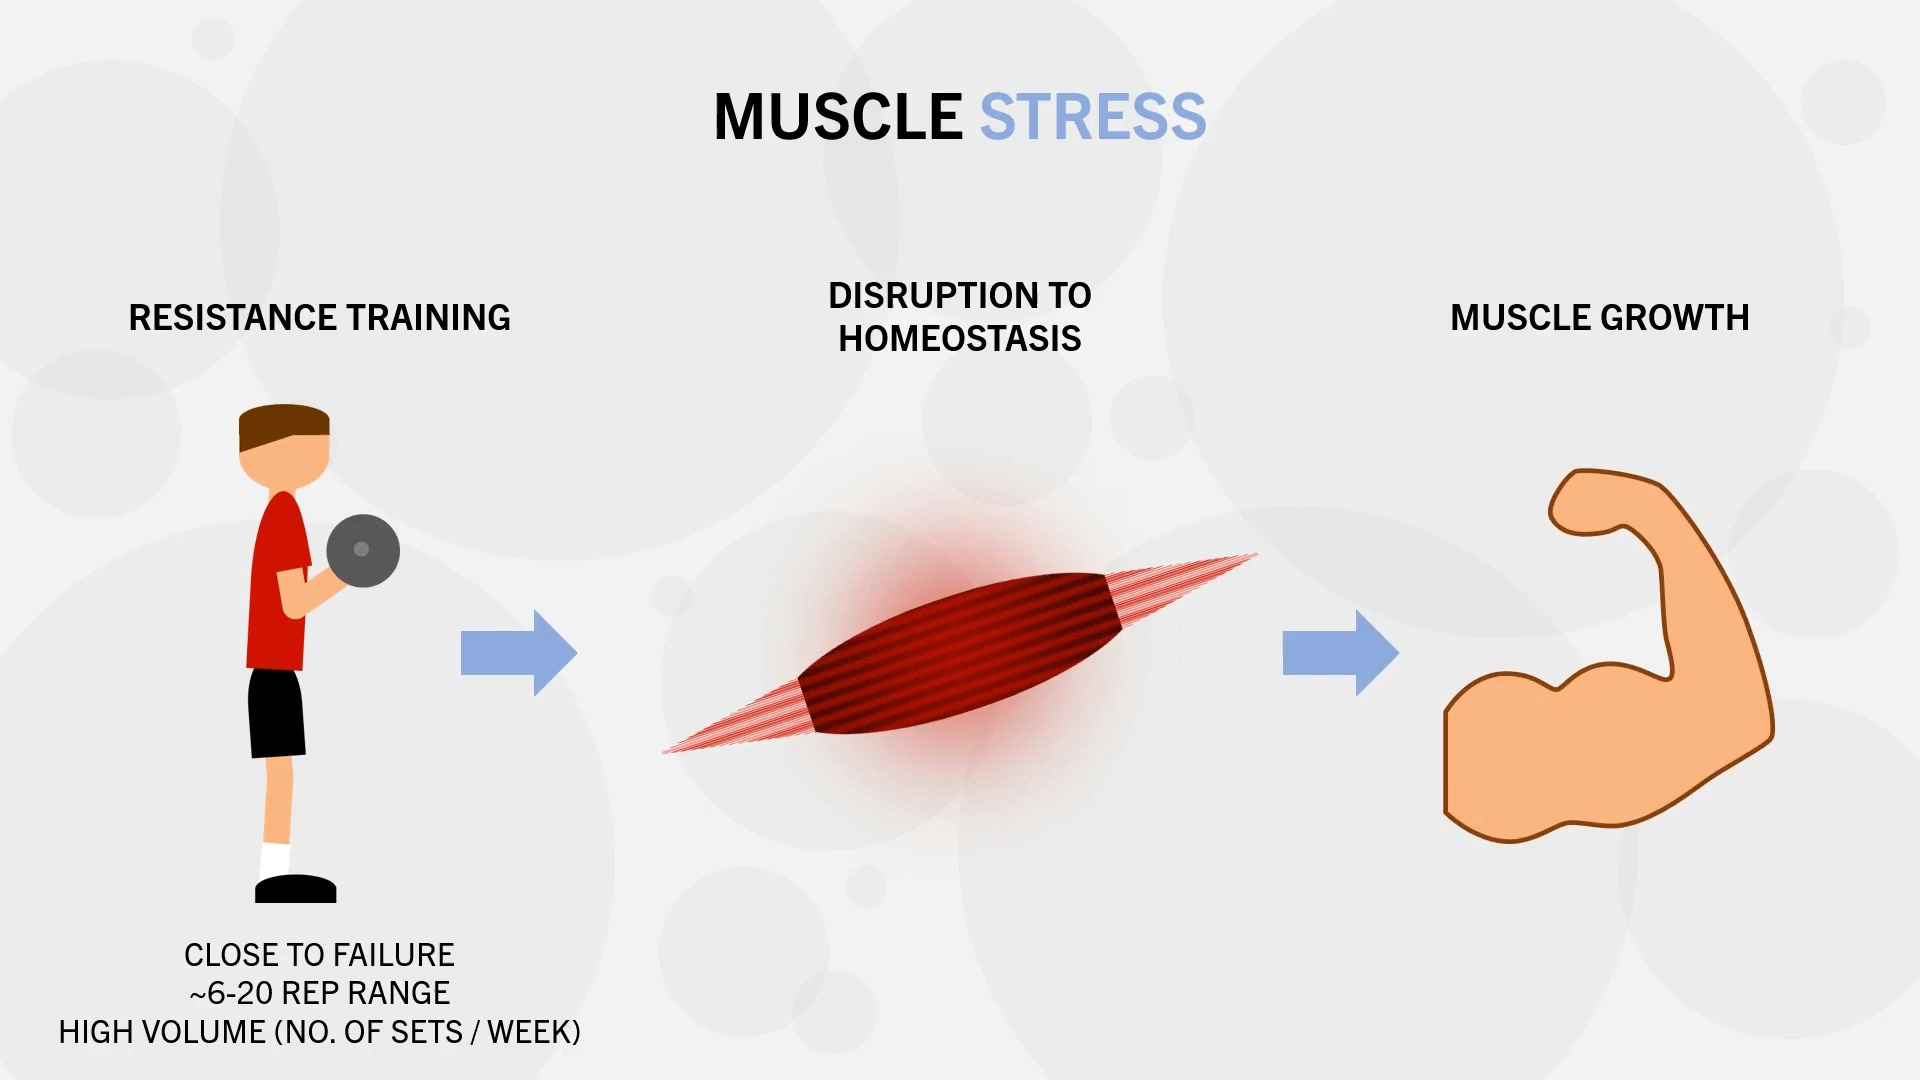 MUSCLE STRESS
RESISTANCE TRAINING
DISRUPTION TO
HOMEOSTASIS
MUSCLE GROWTH
CLOSE TO FAILURE
~6-20 REP RANGE
HIGH VOLUME (NO. OF SETS / WEEK)